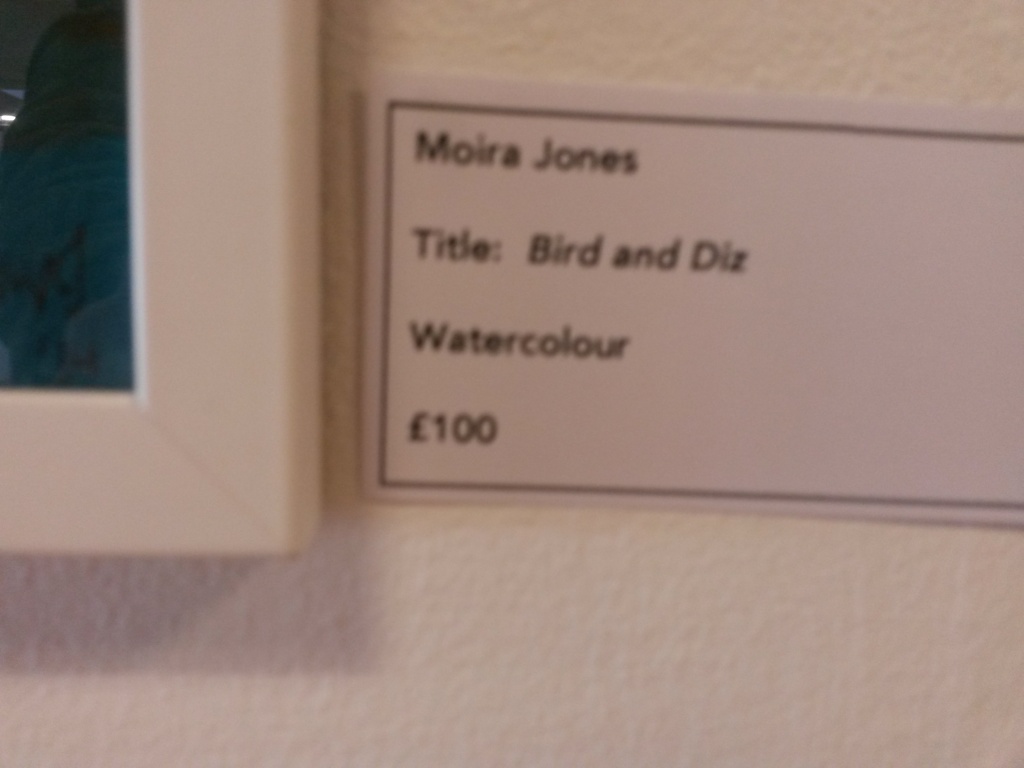 Moira Jones
Title: Bird and Diz
Watercolour
£100